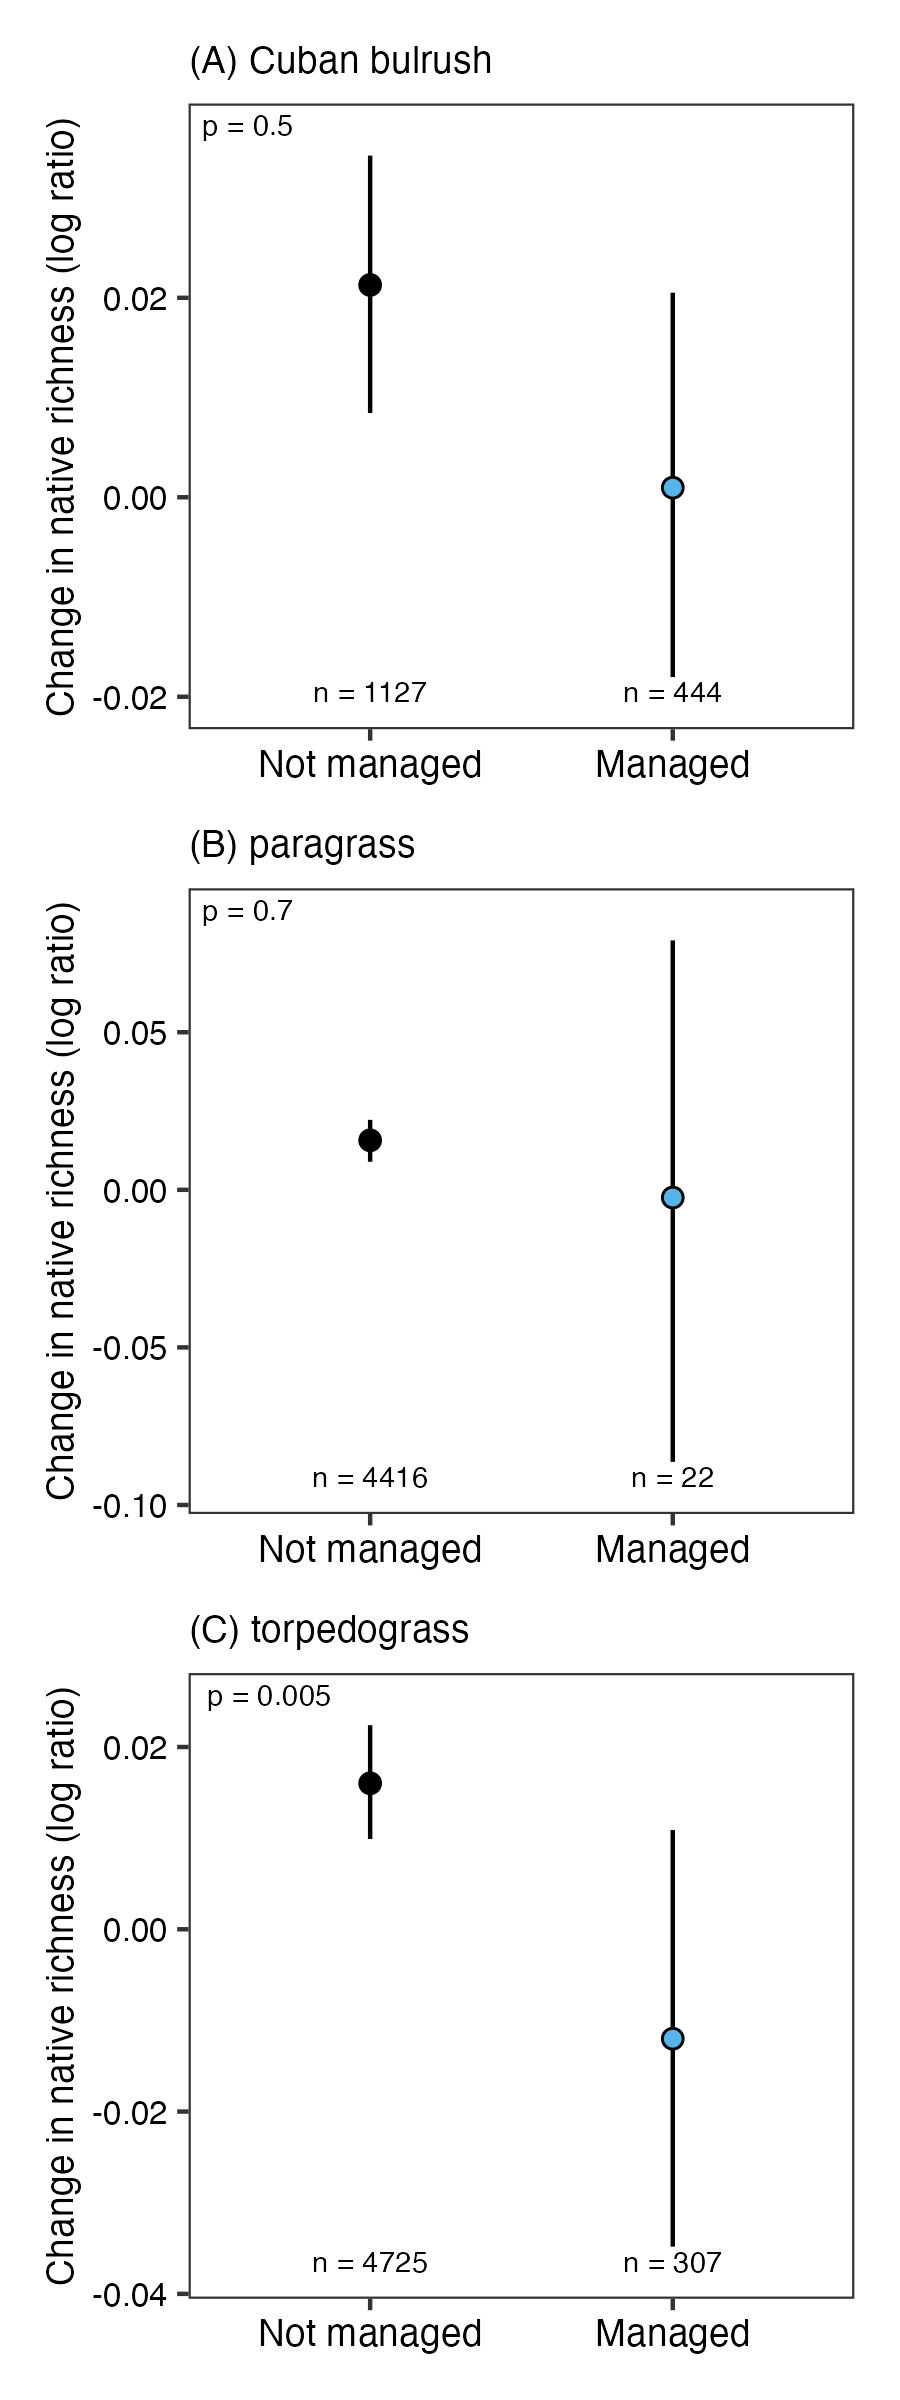 (A) Cuban bulrush
p = 0.5
Change in native richness (log ratio)
0.02
0.00
-0.02
n = 1127 n = 444
Not managed Managed
(B) paragrass
p = 0.7
Change in native richness (log ratio)
0.05
0.00
-0.05
-0.10
n = 4416 n = 22
Not managed Managed
(C) torpedograss
p = 0.005
Change in native richness (log ratio)
0.02
0.00
-0.02
-0.04
n = 4725 n = 307
Not managed Managed